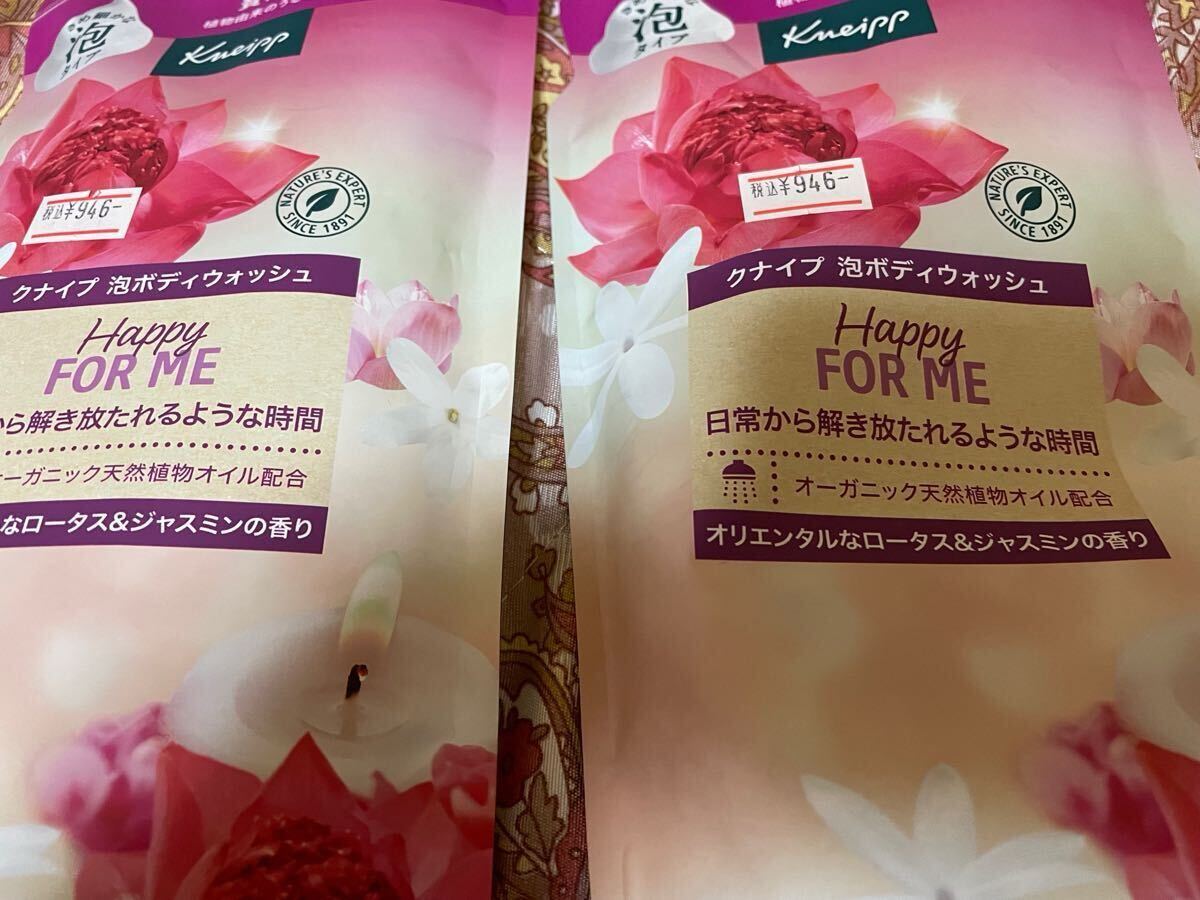 泡
タイプ
植物由来のう
Kneipp
税込¥946-
NATURE'S EXPERT
SINCE 1891
クナイプ 泡ボディウォッシュ
Happy
FOR ME
から解き放たれるような時間
ーガニック天然植物オイル配合
なロータス&ジャスミンの香り
泡
タイプ
Kneipp
税込¥946-
NATURE'S EXPERT
SINCE 1891
クナイプ 泡ボディウォッシュ
Happy
FOR ME
日常から解き放たれるような時間
オーガニック天然植物オイル配合
オリエンタルなロータス&ジャスミンの香り